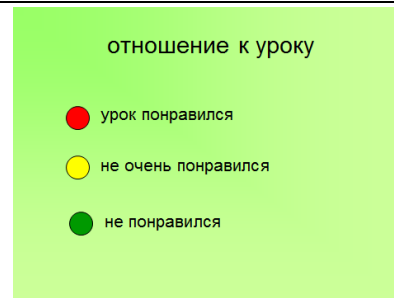 отношение к уроку
урок понравился
не очень понравился
не понравился